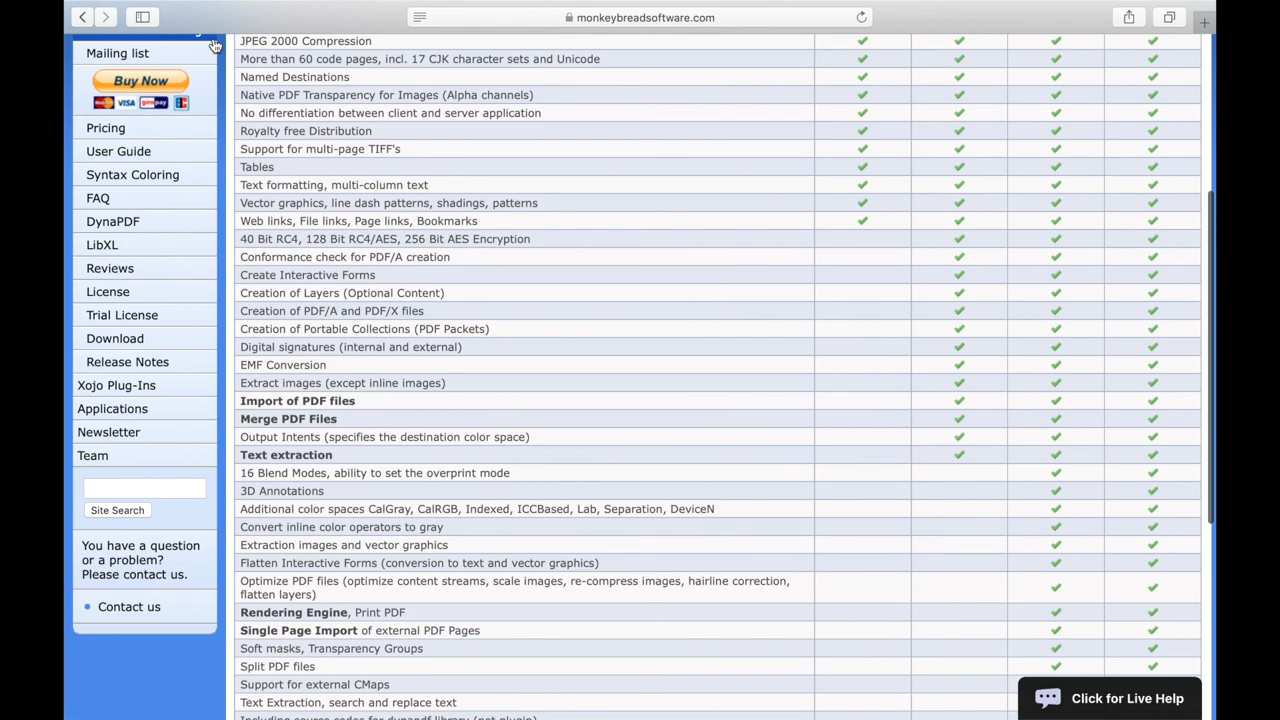 monkeybreadsoftware.com
Mailing list
Buy Now
VISA
Pricing
User Guide
Syntax Coloring
FAQ
DynaPDF
LibXL
Reviews
License
Trial License
Download
Release Notes
Xojo Plug-Ins
Applications
Newsletter
Team
Site Search
You have a question
or a problem?
Please contact us.
Contact us
JPEG 2000 Compression
More than 60 code pages, incl. 17 CJK character sets and Unicode
Named Destinations
Native PDF Transparency for Images (Alpha channels)
No differentiation between client and server application
Royalty free Distribution
Support for multi-page TIFF's
Tables
Text formatting, multi-column text
Vector graphics, line dash patterns, shadings, patterns
Web links, File links, Page links, Bookmarks
40 Bit RC4, 128 Bit RC4/AES, 256 Bit AES Encryption
Conformance check for PDF/A creation
Create Interactive Forms
Creation of Layers (Optional Content)
Creation of PDF/A and PDF/X files
Creation of Portable Collections (PDF Packets)
Digital signatures (internal and external)
EMF Conversion
Extract images (except inline images)
Import of PDF files
Merge PDF Files
Output Intents (specifies the destination color space)
Text extraction
16 Blend Modes, ability to set the overprint mode
3D Annotations
Additional color spaces CalGray, CalRGB, Indexed, ICCBased, Lab, Separation, DeviceN
Convert inline color operators to gray
Extraction images and vector graphics
Flatten Interactive Forms (conversion to text and vector graphics)
Optimize PDF files (optimize content streams, scale images, re-compress images, hairline correction,
flatten layers)
Rendering Engine, Print PDF
Single Page Import of external PDF Pages
Soft masks, Transparency Groups
Split PDF files
Support for external CMaps
Text Extraction, search and replace text
Including source codes for dynapdf library (not plugin)
Click for Live Help